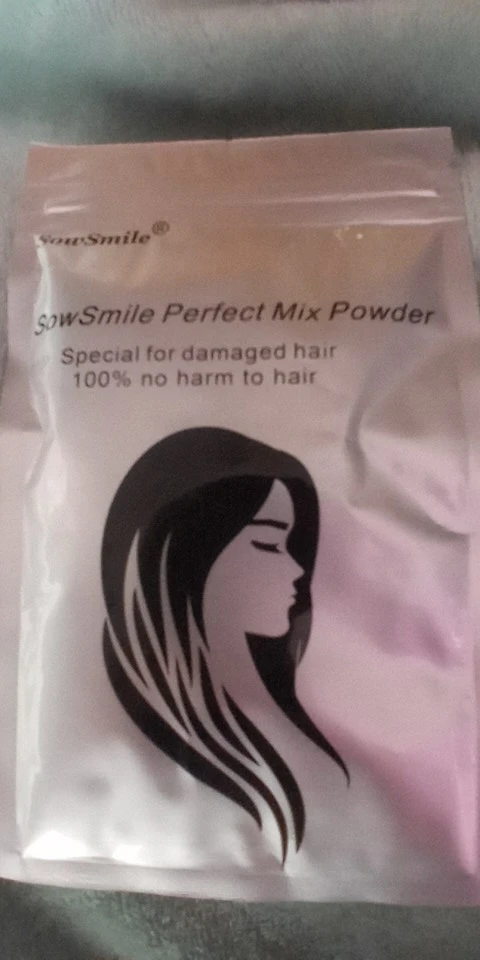 SowSmile®
SowSmile Perfect Mix Powder
Special for damaged hair
100% no harm to hair